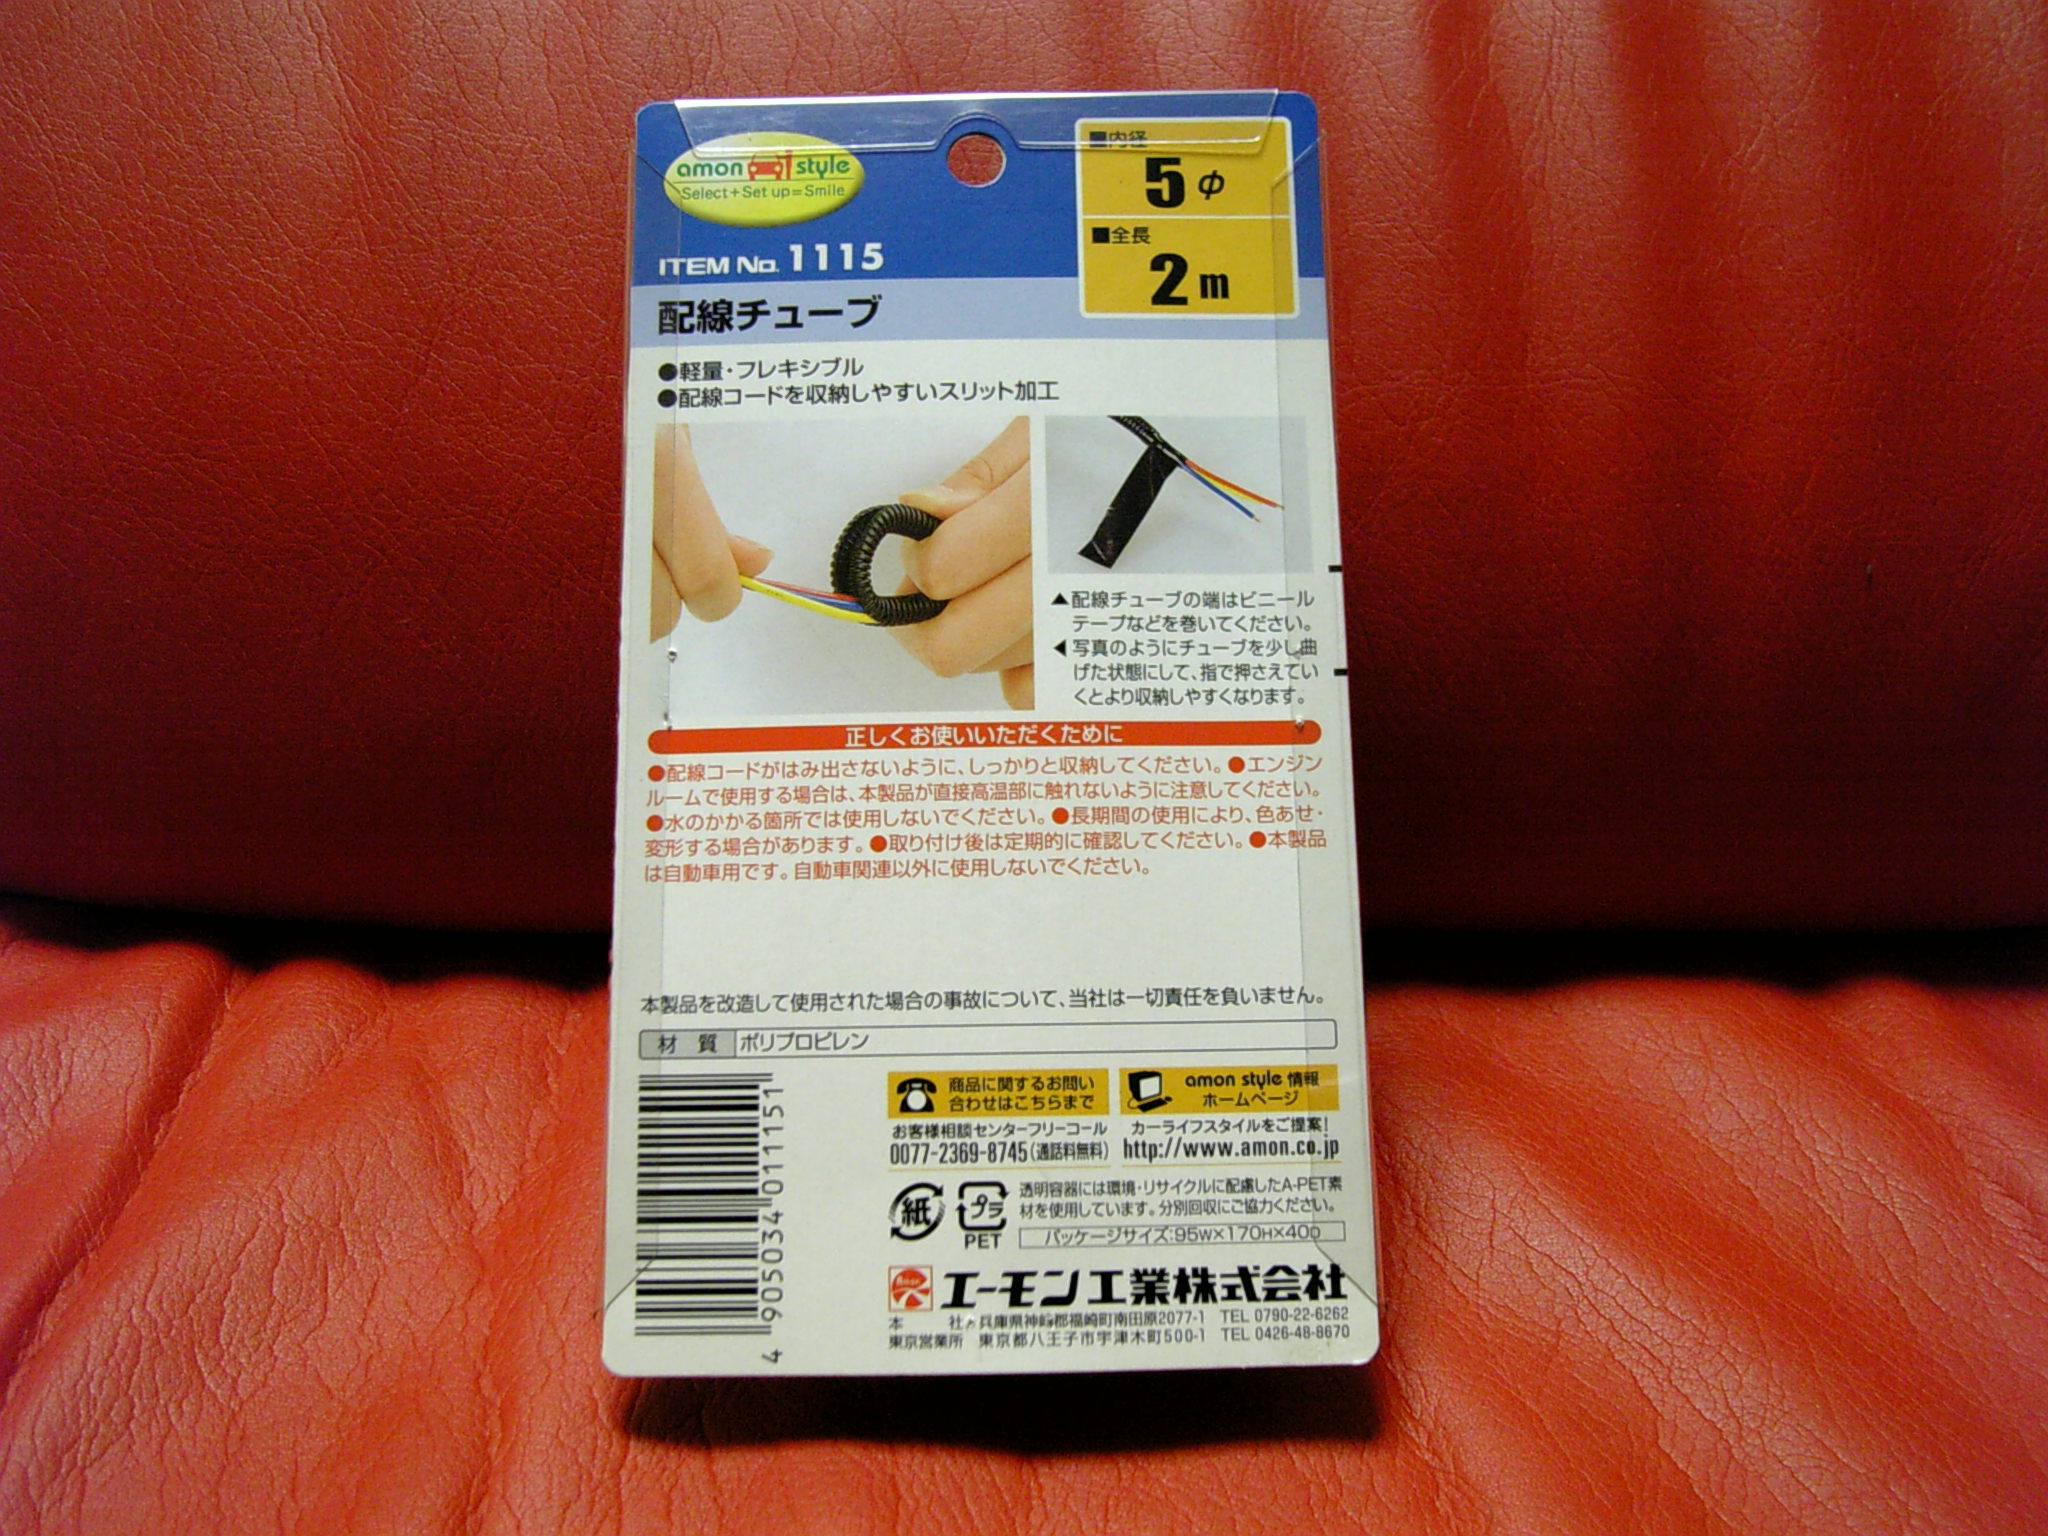 amon style
Select+Set up=Smile
ITEM No. 1115
■内径
5φ
■全長
2m
配線チューブ
●軽量・フレキシブル
●配線コードを収納しやすいスリット加工
▲配線チューブの端はビニール
テープなどを巻いてください。
◀写真のようにチューブを少し曲
げた状態にして、指で押さえてい
くとより収納しやすくなります。
正しくお使いいただくために
●配線コードがはみ出さないように、しっかりと収納してください。●エンジン
ルームで使用する場合は、本製品が直接高温部に触れないように注意してください。
●水のかかる箇所では使用しないでください。●長期間の使用により、色あせ・
変形する場合があります。●取り付け後は定期的に確認してください。●本製品
は自動車用です。自動車関連以外に使用しないでください。
本製品を改造して使用された場合の事故について、当社は一切責任を負いません。
材 質 ポリプロピレン
4 905034 011151
商品に関するお問い
合わせはこちらまで
お客様相談センターフリーコール
0077-2369-8745(通話料無料)
amon style 情報
ホームページ
カーライフスタイルをご提案!
http://www.amon.co.jp
紙
プラ
PET
透明容器には環境・リサイクルに配慮したA-PET素
材を使用しています。分別回収にご協力ください。
パッケージサイズ:95W×170H×40D
Amon
エーモン工業株式会社
本 社 兵庫県神崎郡福崎町南田原2077-1 TEL 0790-22-6262
東京営業所 東京都八王子市宇津木町500-1 TEL 0426-48-8670